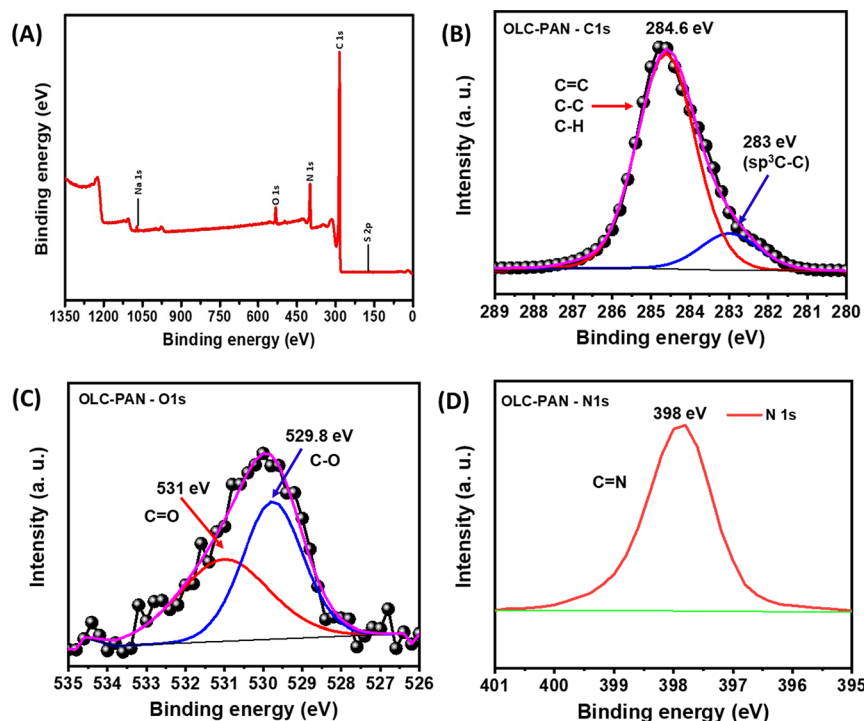 (A)
Binding energy (eV)
Na 1s
O 1s
N 1s
C 1s
S 2p
1350 1200 1050 900 750 600 450 300 150 0
Binding energy (eV)
(B)
OLC-PAN - C1s
284.6 eV
C=C
C-C
C-H
283 eV
(sp³C-C)
Intensity (a. u.)
289 288 287 286 285 284 283 282 281 280
Binding energy (eV)
(C)
OLC-PAN - O1s
529.8 eV
C-O
531 eV
C=O
Intensity (a. u.)
535 534 533 532 531 530 529 528 527 526
Binding energy (eV)
(D)
OLC-PAN - N1s
398 eV
N 1s
C=N
Intensity (a. u.)
401 400 399 398 397 396 395
Binding energy (eV)